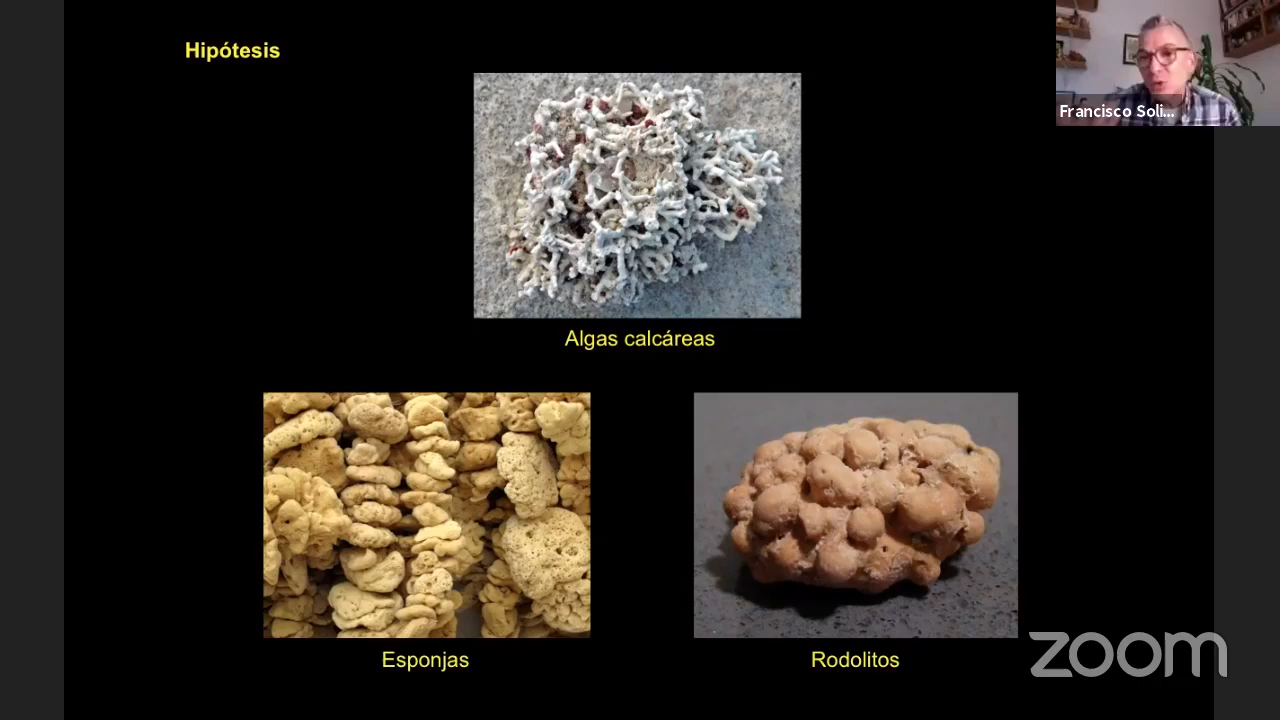 Hipótesis
Francisco Soli...
Algas calcáreas
Esponjas
Rodolitos
zoom